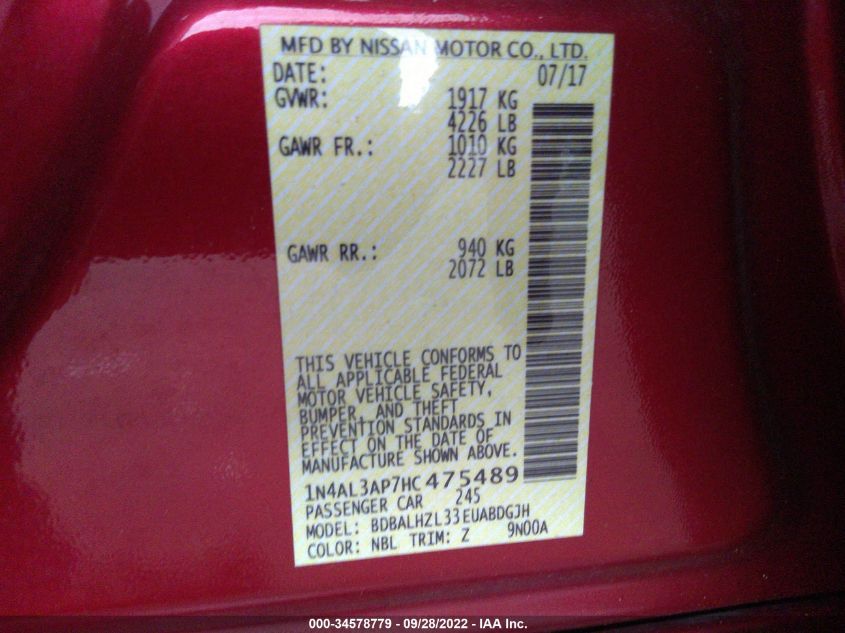 MFD BY NISSAN MOTOR CO., LTD.
DATE: 07/17
GVWR: 1917 KG
4226 LB
GAWR FR.: 1010 KG
2227 LB
GAWR RR.: 940 KG
2072 LB
THIS VEHICLE CONFORMS TO
ALL APPLICABLE FEDERAL
MOTOR VEHICLE SAFETY,
BUMPER, AND THEFT
PREVENTION STANDARDS IN
EFFECT ON THE DATE OF
MANUFACTURE SHOWN ABOVE.
1N4AL3AP7HC475489
PASSENGER CAR 245
MODEL: BDBALHZL33EUABDGJH
COLOR: NBL TRIM: Z 9N00A
000-34578779 - 09/28/2022 - IAA Inc.